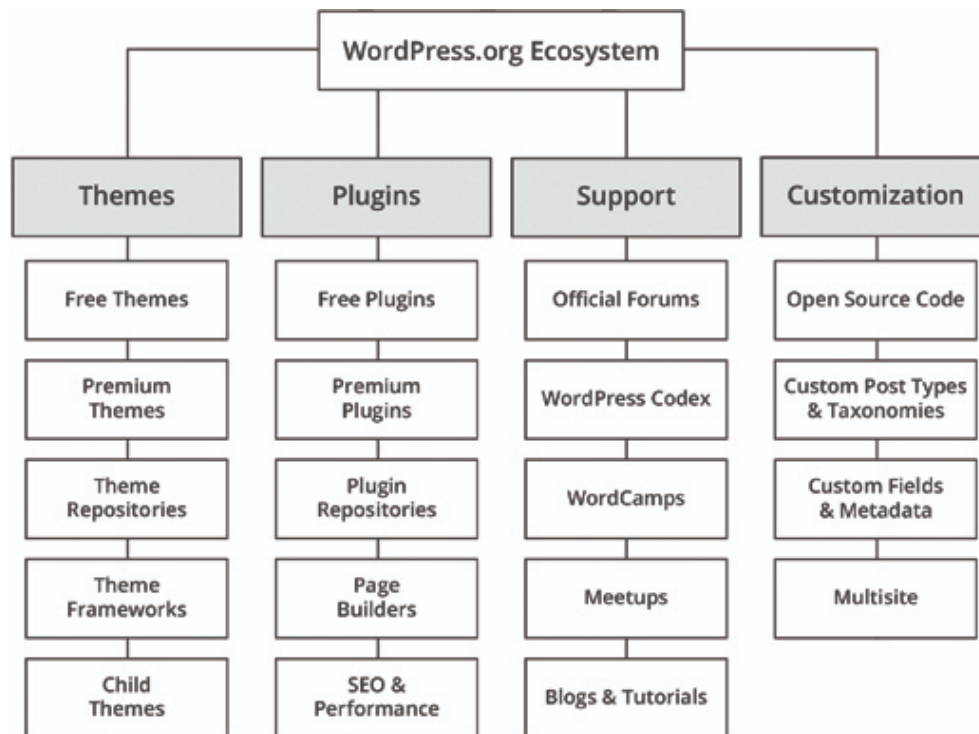 WordPress.org Ecosystem
Themes
Free Themes
Premium
Themes
Theme
Repositories
Theme
Frameworks
Child
Themes
Plugins
Free Plugins
Premium
Plugins
Plugin
Repositories
Page
Builders
SEO &
Performance
Support
Official Forums
WordPress Codex
WordCamps
Meetups
Blogs & Tutorials
Customization
Open Source Code
Custom Post Types
& Taxonomies
Custom Fields
& Metadata
Multisite